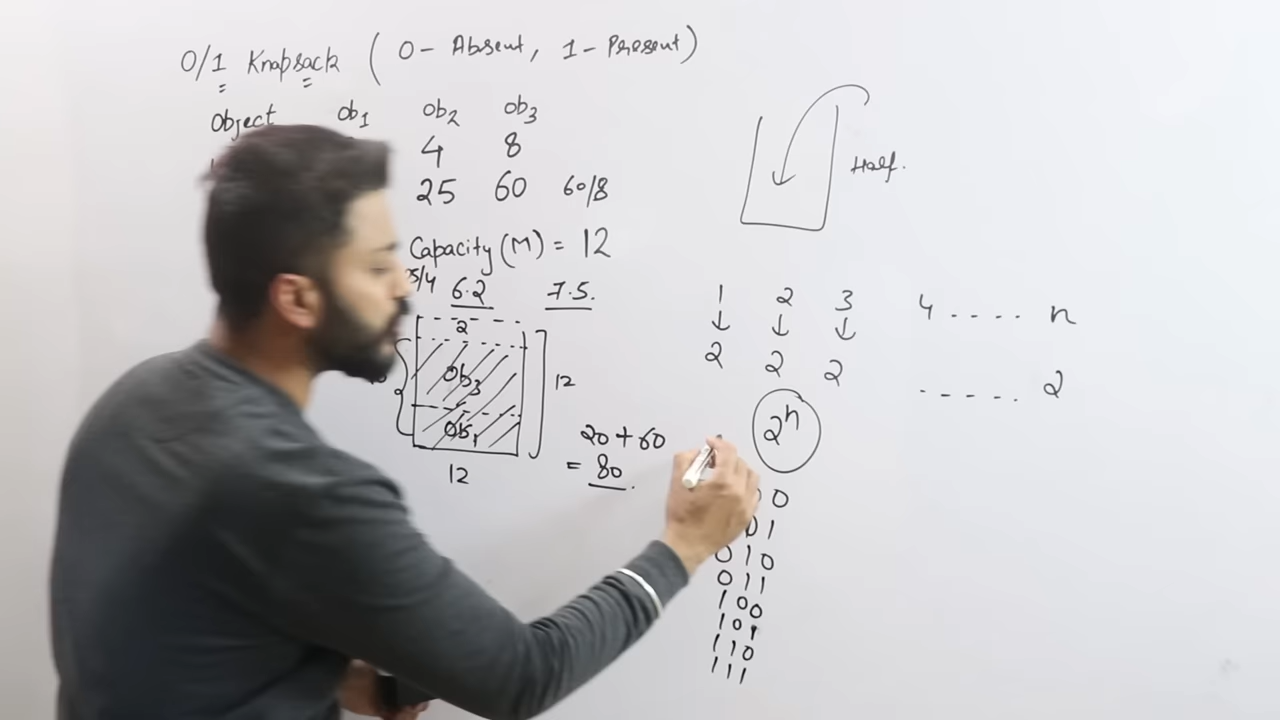 0/1 Knapsack ( 0 - Absent, 1 - Present)
Object ob1 ob2 ob3
4 8
25 60 60/8
Capacity (M) = 12
6.2 7.5.
2
Ob3
12
Ob1
12
20 + 60
= 80
Half.
1 2 3 4 .... n
2 2 2 ..... 2
2^n
0 0
0 1
0 1 0
0 1 1
1 0 0
1 0 1
1 1 0
1 1 1